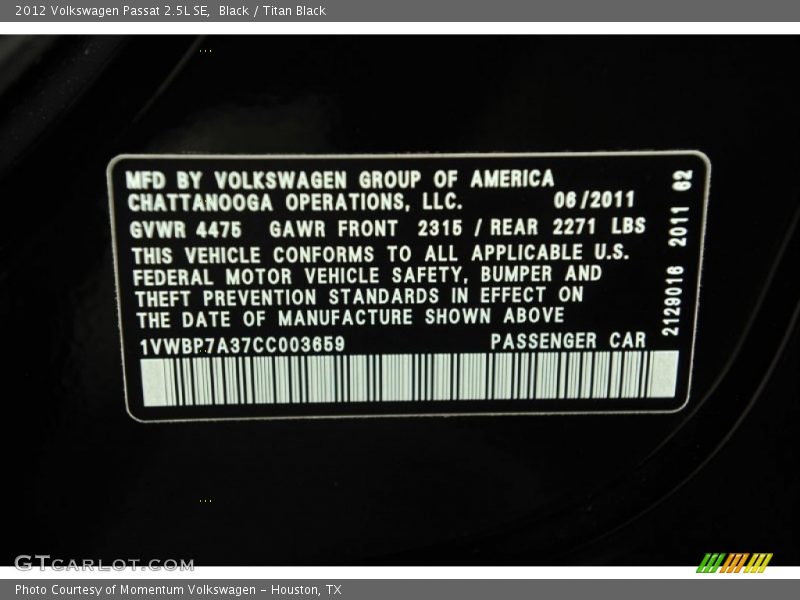 2012 Volkswagen Passat 2.5L SE,  Black / Titan Black
MFD BY VOLKSWAGEN GROUP OF AMERICA
CHATTANOOGA OPERATIONS, LLC. 06/2011
GVWR 4475 GAWR FRONT 2315 / REAR 2271 LBS
THIS VEHICLE CONFORMS TO ALL APPLICABLE U.S.
FEDERAL MOTOR VEHICLE SAFETY, BUMPER AND
THEFT PREVENTION STANDARDS IN EFFECT ON
THE DATE OF MANUFACTURE SHOWN ABOVE
1VWBP7A37CC003659 PASSENGER CAR
2129016 2011 62
GTCARLOT.COM
Photo Courtesy of Momentum Volkswagen - Houston, TX